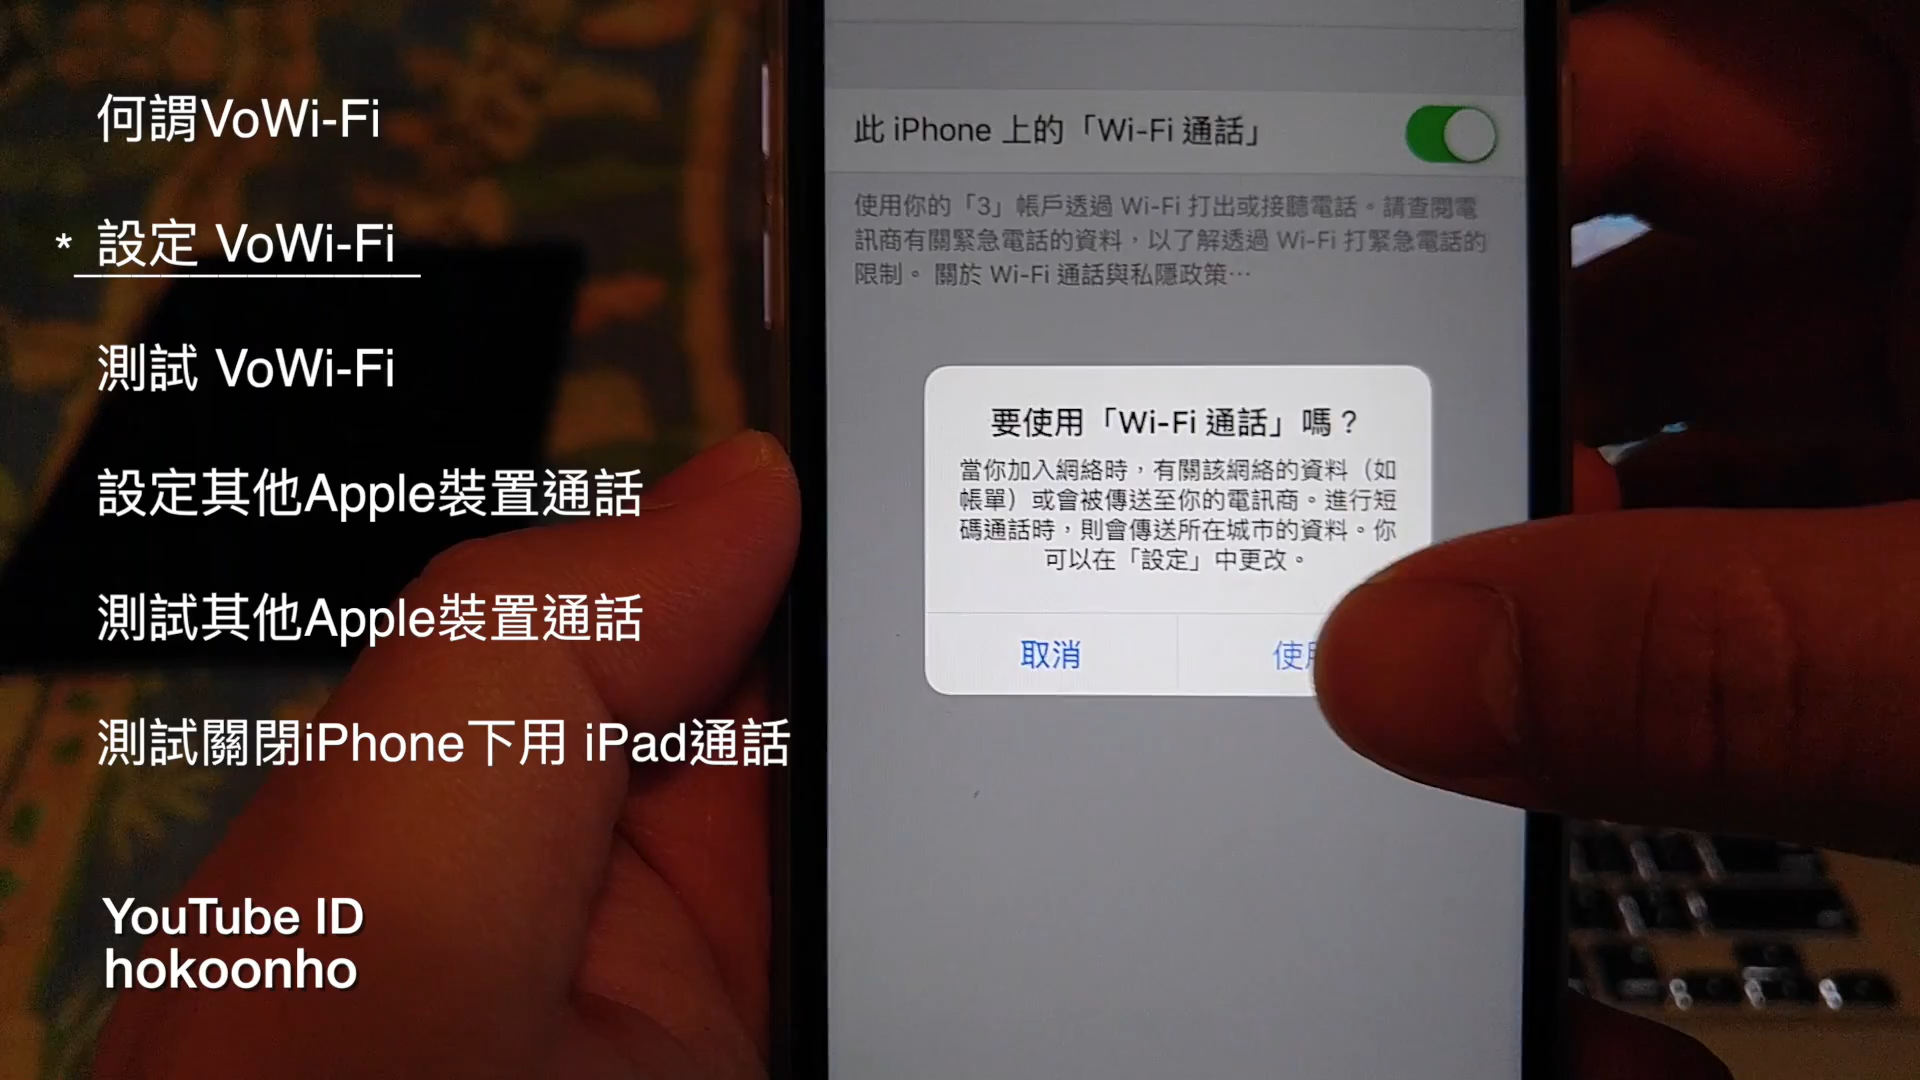 何謂VoWi-Fi
* 設定 VoWi-Fi
測試 VoWi-Fi
設定其他Apple裝置通話
測試其他Apple裝置通話
測試關閉iPhone下用 iPad通話
YouTube ID
hokoonho
此 iPhone 上的「Wi-Fi 通話」
使用你的「3」帳戶透過 Wi-Fi 打出或接聽電話。請查閱電
訊商有關緊急電話的資料，以了解透過 Wi-Fi 打緊急電話的
限制。 關於 Wi-Fi 通話與私隱政策…
要使用「Wi-Fi 通話」嗎？
當你加入網絡時，有關該網絡的資料（如
帳單）或會被傳送至你的電訊商。進行短
碼通話時，則會傳送所在城市的資料。你
可以在「設定」中更改。
取消
使